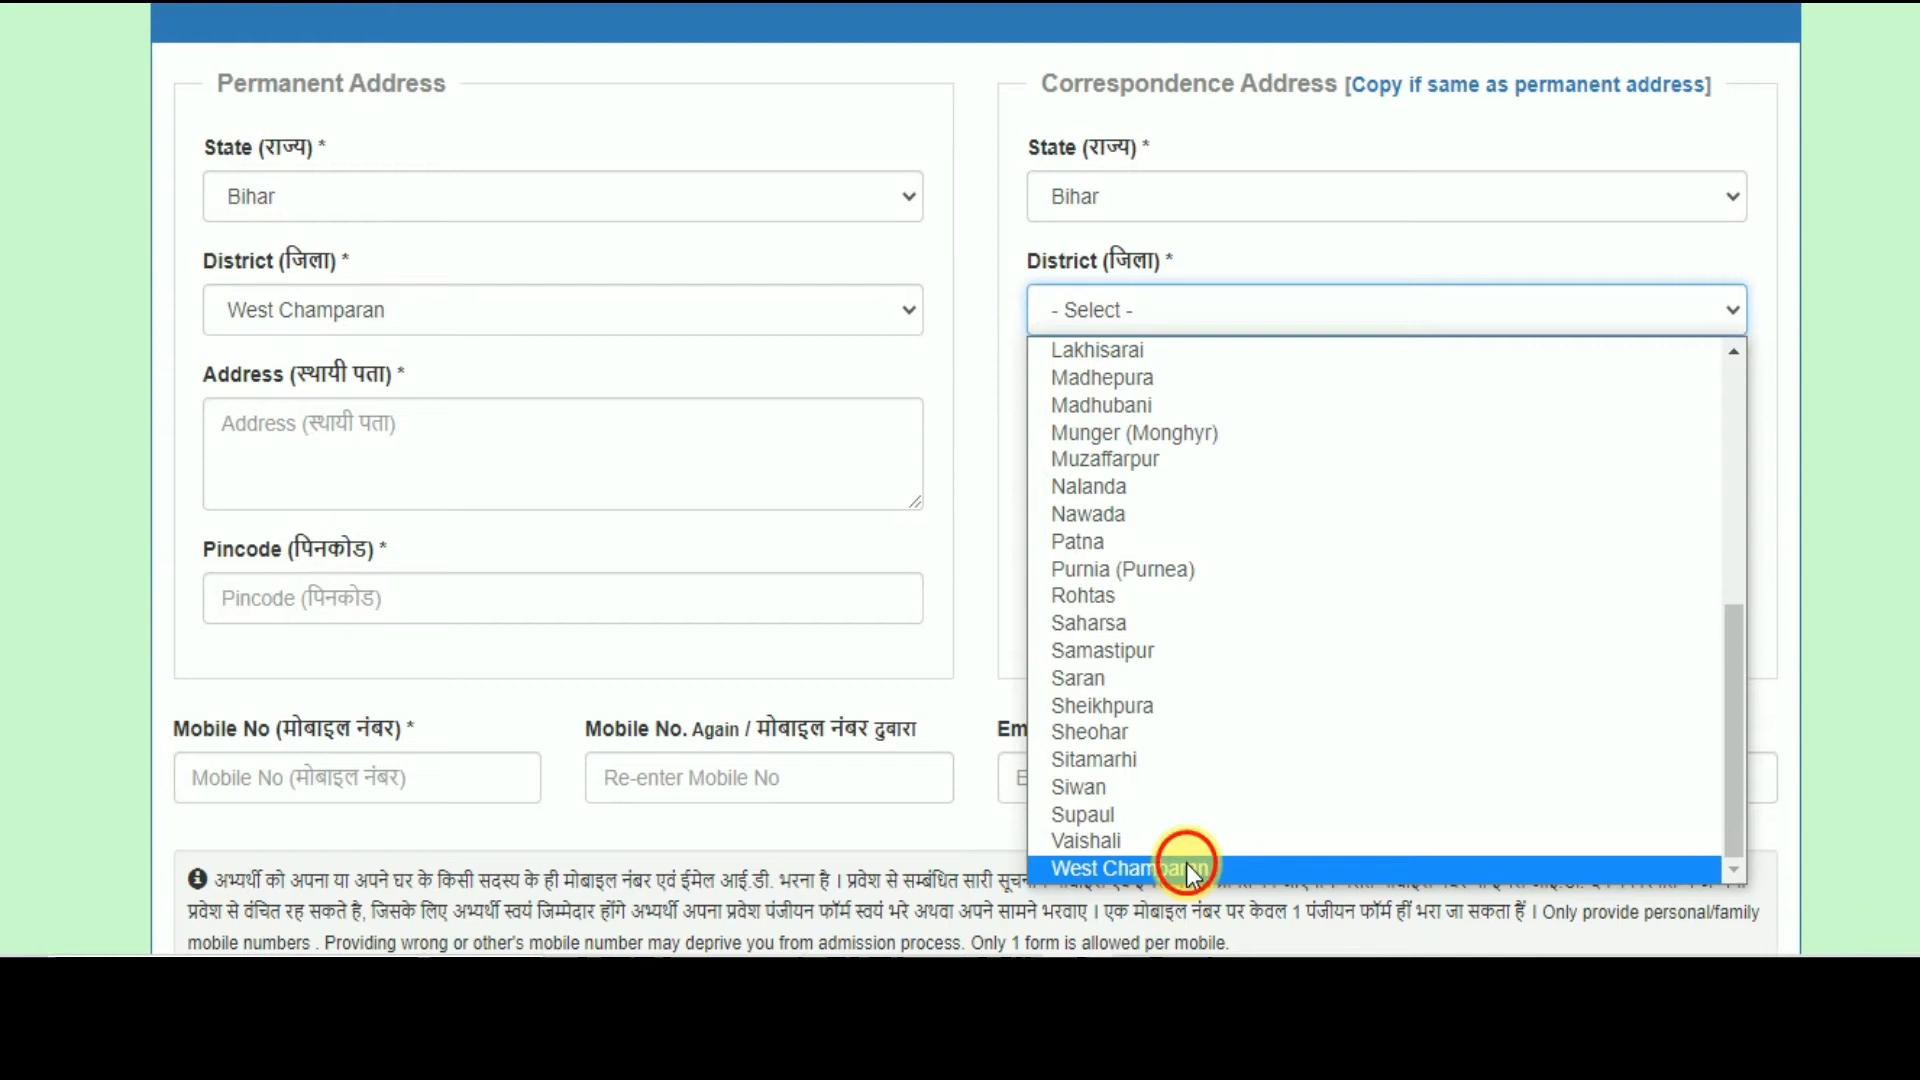 Permanent Address
State (राज्य) *
Bihar
District (जिला) *
West Champaran
Address (स्थायी पता) *
Address (स्थायी पता)
Pincode (पिनकोड) *
Pincode (पिनकोड)
Correspondence Address [Copy if same as permanent address]
State (राज्य) *
Bihar
District (जिला) *
- Select -
Lakhisarai
Madhepura
Madhubani
Munger (Monghyr)
Muzaffarpur
Nalanda
Nawada
Patna
Purnia (Purnea)
Rohtas
Saharsa
Samastipur
Saran
Sheikhpura
Sheohar
Sitamarhi
Siwan
Supaul
Vaishali
West Champaran
Mobile No (मोबाइल नंबर) *
Mobile No (मोबाइल नंबर)
Mobile No. Again / मोबाइल नंबर दुबारा
Re-enter Mobile No
Em
E
अभ्यर्थी को अपना या अपने घर के किसी सदस्य के ही मोबाइल नंबर एवं ईमेल आई.डी. भरना है । प्रवेश से सम्बंधित सारी
प्रवेश से वंचित रह सकते है, जिसके लिए अभ्यर्थी स्वयं जिम्मेदार होंगे अभ्यर्थी अपना प्रवेश पंजीयन फॉर्म स्वयं भरे अथवा अपने सामने भरवाए । एक मोबाइल नंबर पर केवल 1 पंजीयन फॉर्म हीं भरा जा सकता हैं । Only provide personal/family
mobile numbers . Providing wrong or other's mobile number may deprive you from admission process. Only 1 form is allowed per mobile.